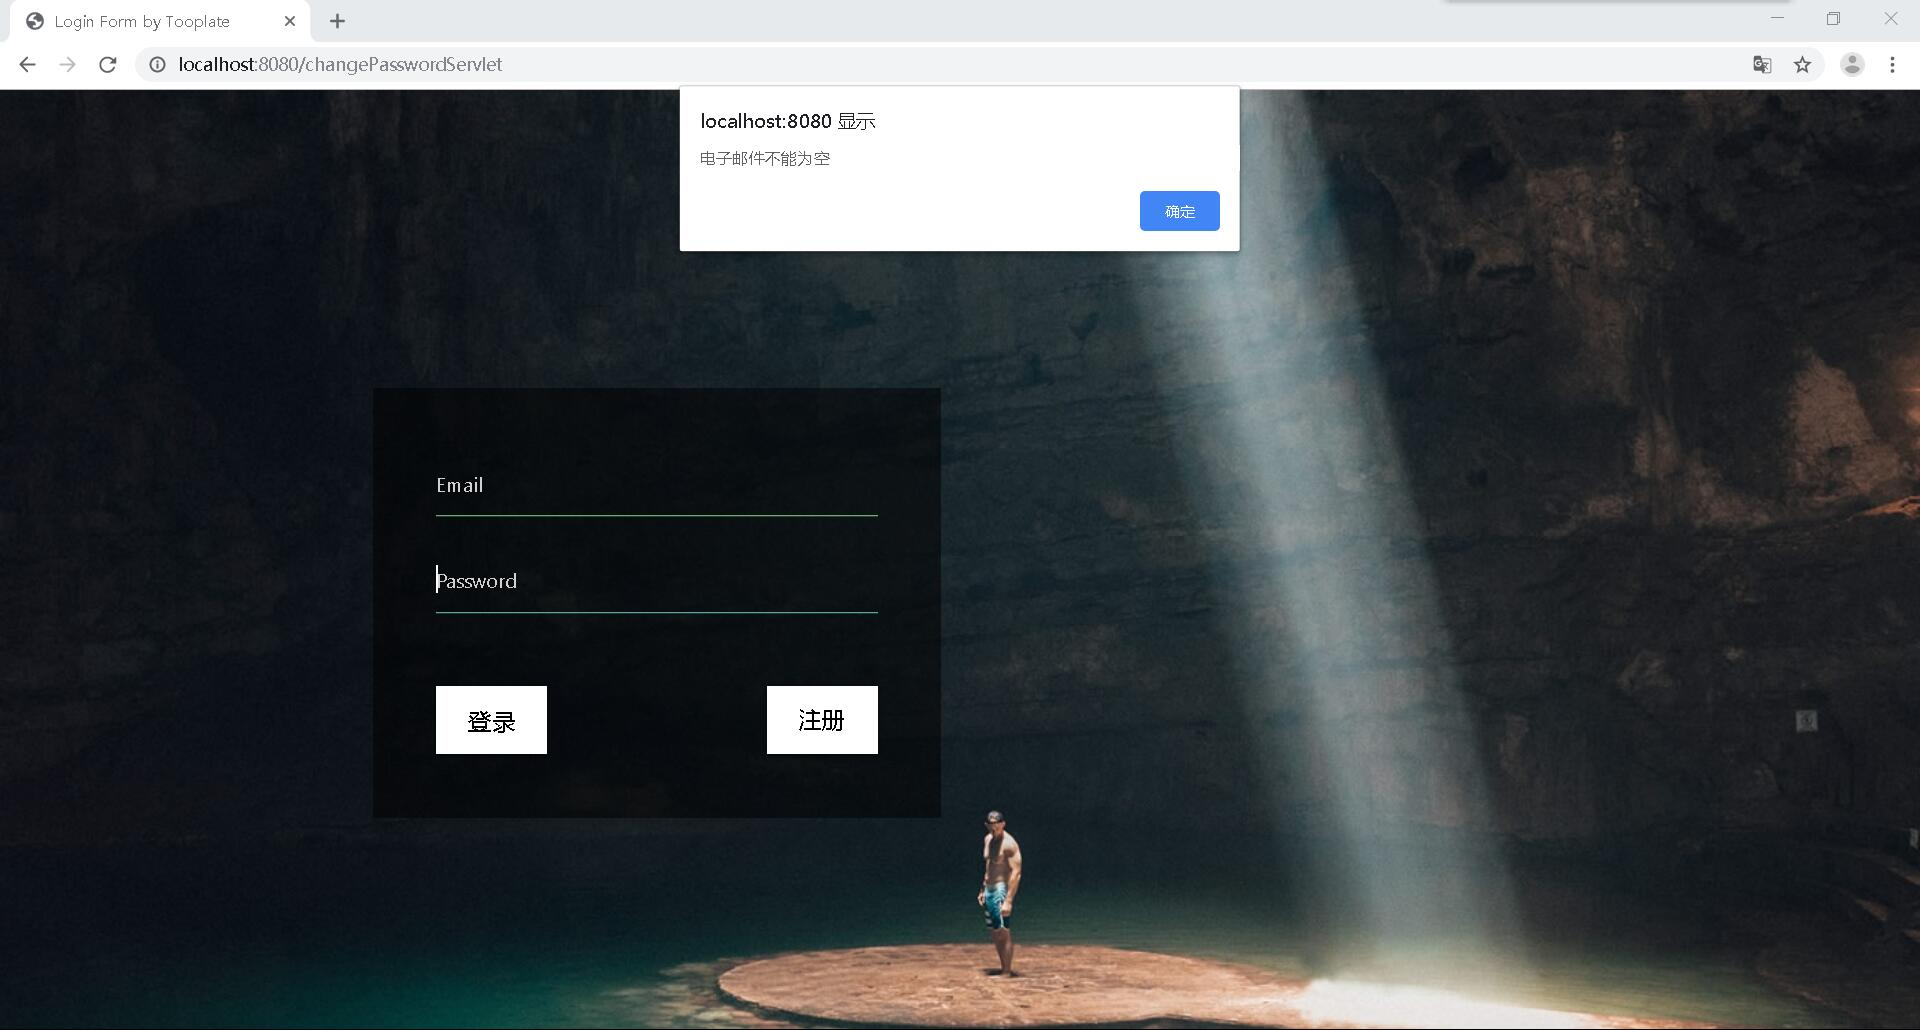 Login Form by Tooplate
localhost:8080/changePasswordServlet
localhost:8080 显示
电子邮件不能为空
确定
Email
Password
登录
注册